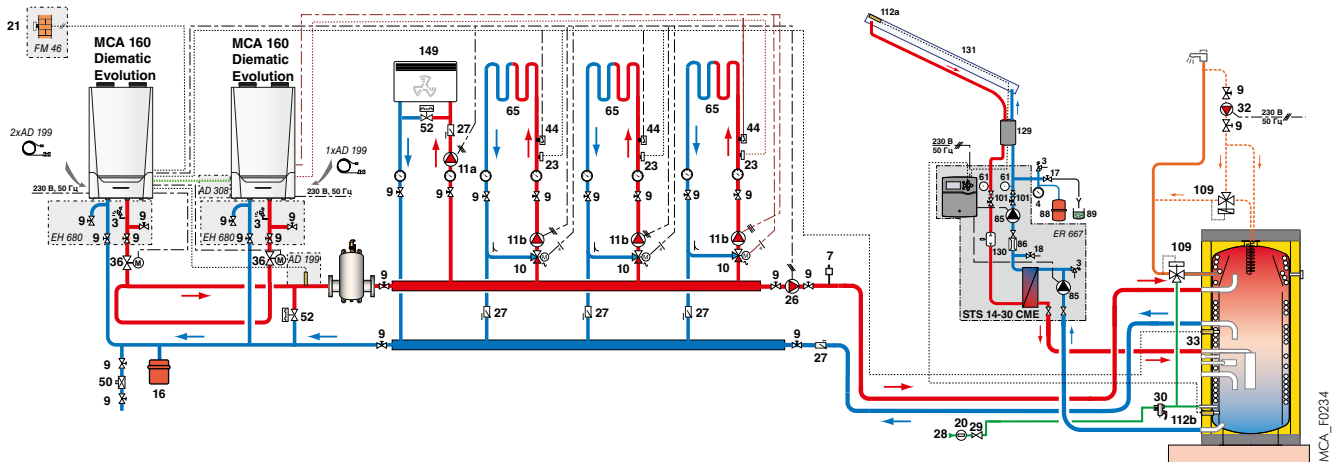 21
FM 46
MCA 160
Diematic
Evolution
MCA 160
Diematic
Evolution
2xAD 199
1xAD 199
230 В, 50 Гц
AD 308
230 В, 50 Гц
9
3
9
9
9
EH 680
9
3
9
9
9
EH 680
36
M
36
M
AD 199
52
9
50
9
16
149
52
27
11a
9
9
65
44
23
9
9
11b
10
M
65
44
23
9
9
11b
10
M
65
44
23
9
9
11b
10
M
9
9
26
9
7
27
27
27
9
9
27
112a
131
129
230 В
50 Гц
61
61
3
17
101
101
4
88
89
85
ER 667
86
130
18
3
85
STS 14-30 CME
9
32
230 В
50 Гц
9
109
109
33
30
112b
28
20
29
MCA_F0234